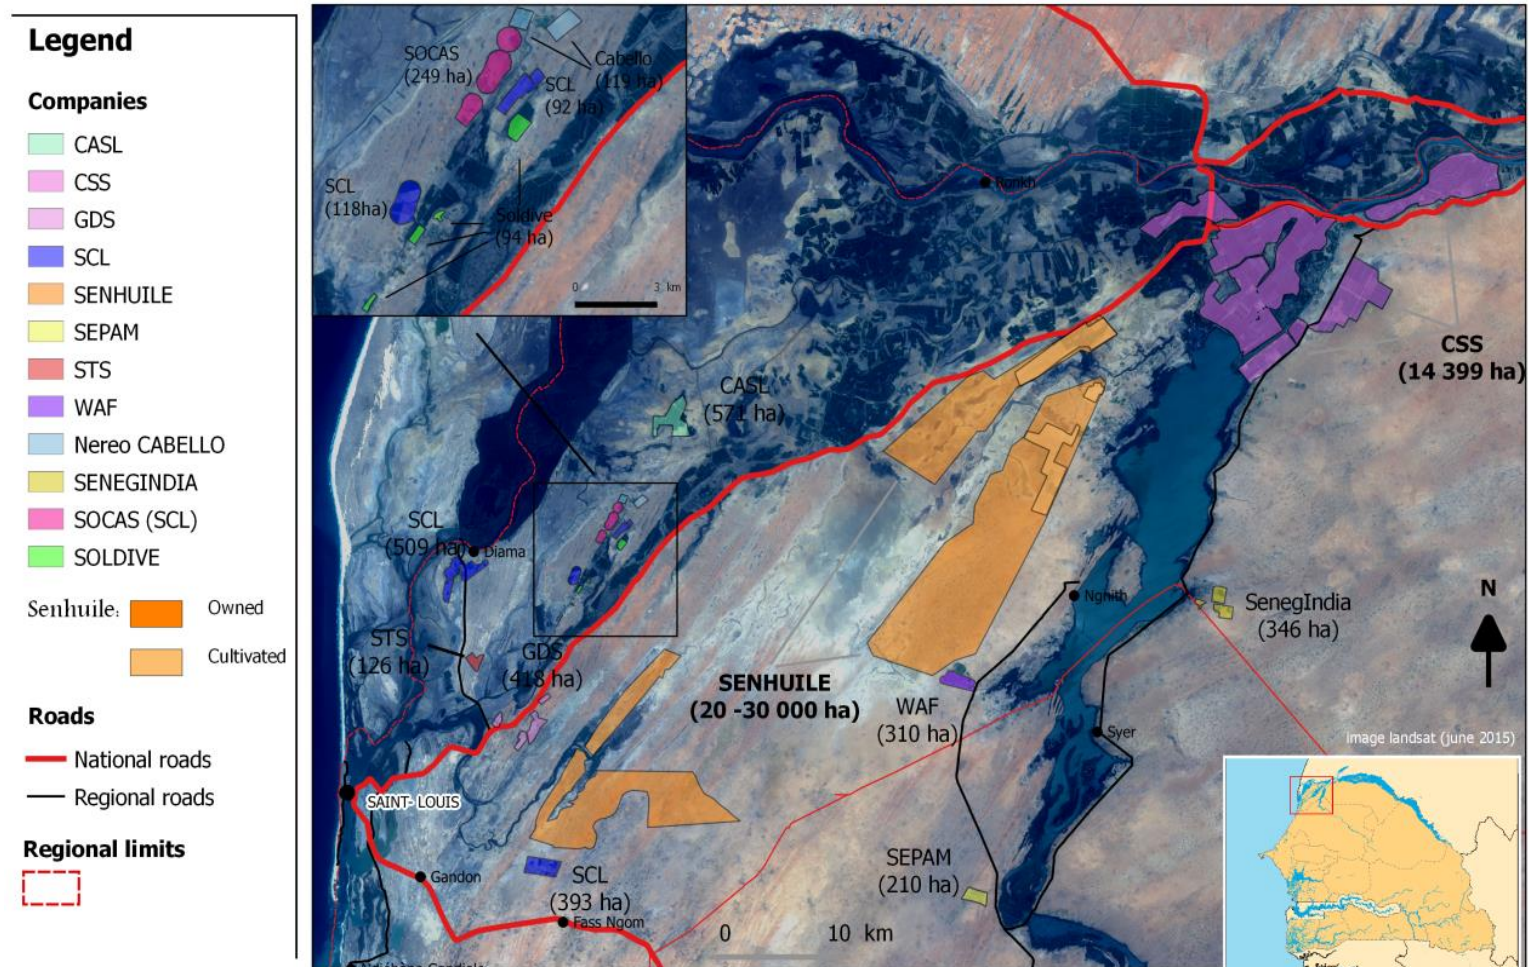 Legend
Companies
CASL
CSS
GDS
SCL
SENHUILE
SEPAM
STS
WAF
Nereo CABELLO
SENEGINDIA
SOCAS (SCL)
SOLDIVE
Senhuile:
Owned
Cultivated
Roads
National roads
Regional roads
Regional limits
SOCAS
(249 ha)
Cabello
(119 ha)
SCL
(92 ha)
SCL
(118ha)
Soldive
(94 ha)
0 3 km
Ronkh
CSS
(14 399 ha)
CASL
(571 ha)
SCL
(509 ha)
Diama
STS
(126 ha)
GDS
(418 ha)
Ngnith
SenegIndia
(346 ha)
N
SENHUILE
(20 -30 000 ha)
WAF
(310 ha)
Syer
image landsat (june 2015)
SAINT- LOUIS
Gandon
SCL
(393 ha)
Fass Ngom
SEPAM
(210 ha)
0 10 km